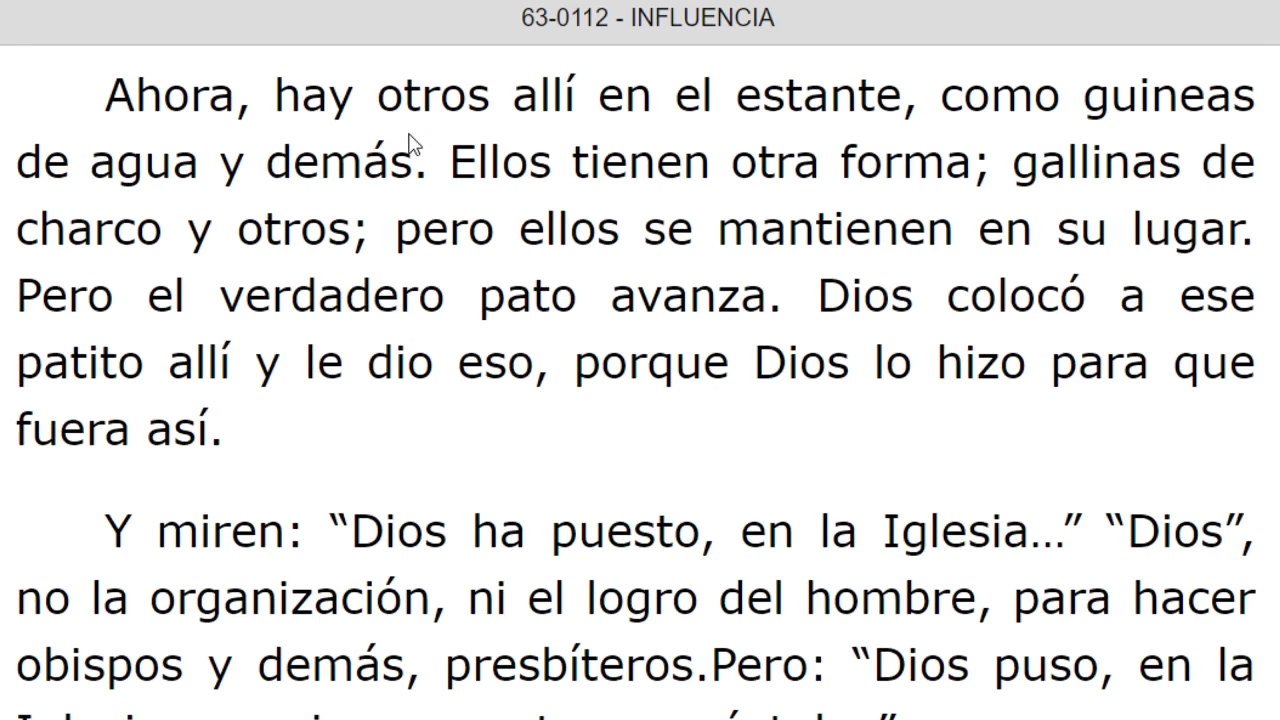 63-0112 - INFLUENCIA
Ahora, hay otros allí en el estante, como guineas
de agua y demás. Ellos tienen otra forma; gallinas de
charco y otros; pero ellos se mantienen en su lugar.
Pero el verdadero pato avanza. Dios colocó a ese
patito allí y le dio eso, porque Dios lo hizo para que
fuera así.
Y miren: “Dios ha puesto, en la Iglesia…” “Dios”,
no la organización, ni el logro del hombre, para hacer
obispos y demás, presbíteros.Pero: “Dios puso, en la